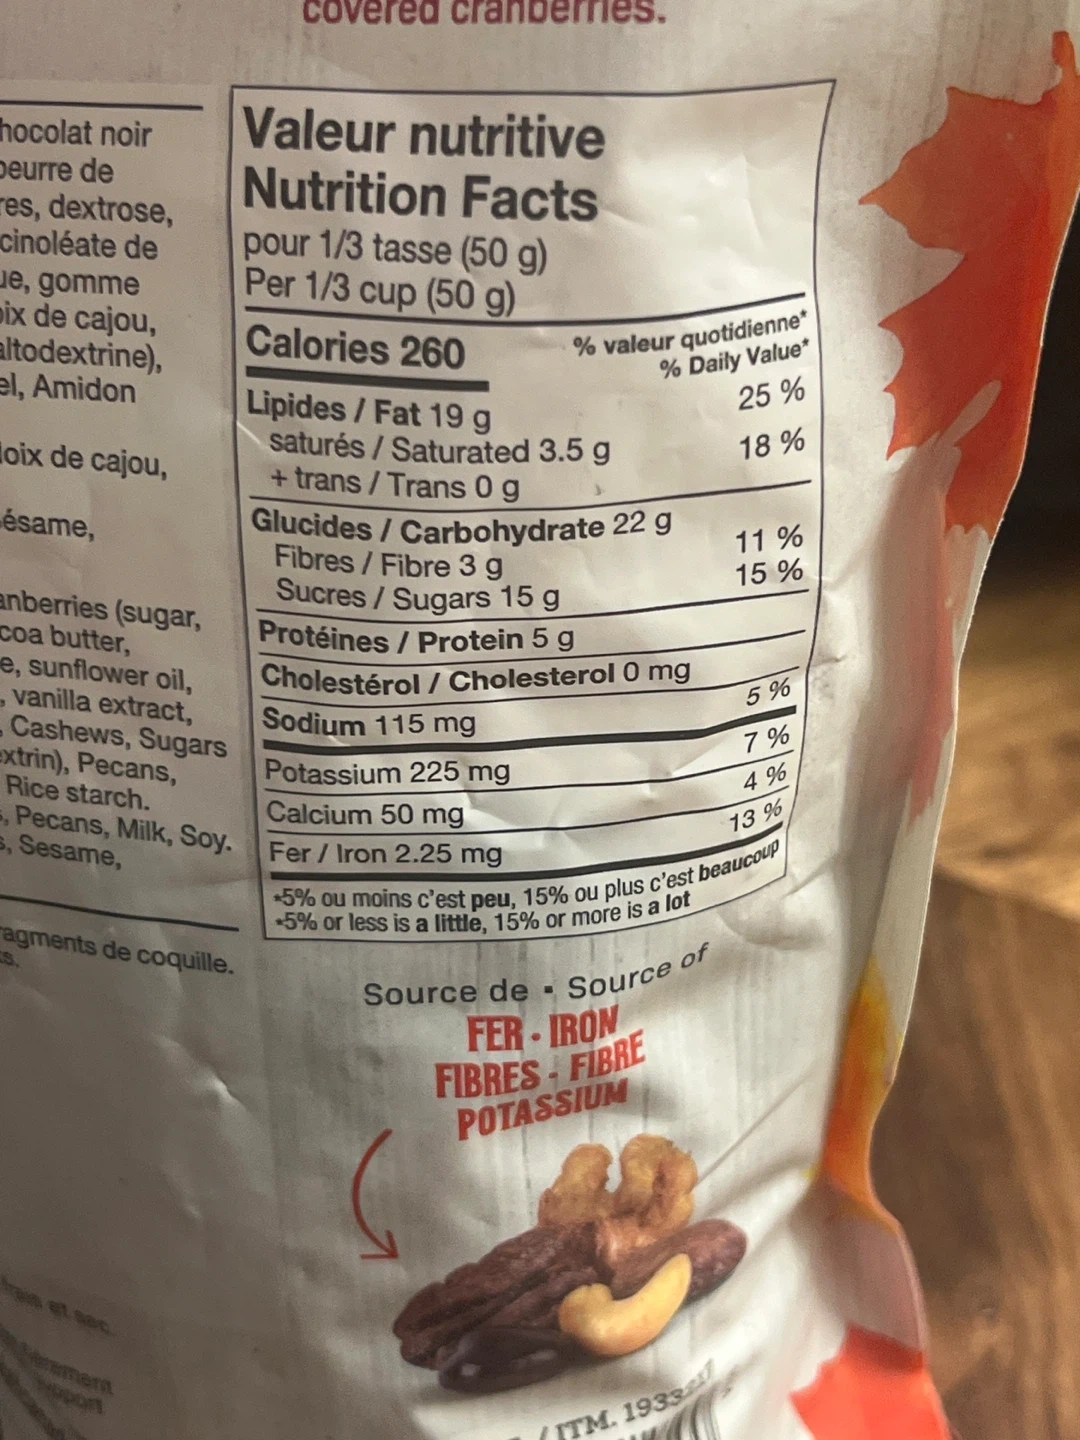 covered cranberries.
hocolat noir
beurre de
res, dextrose,
cinoléate de
ue, gomme
oix de cajou,
altodextrine),
el, Amidon
loix de cajou,
ésame,
anberries (sugar,
coa butter,
e, sunflower oil,
, vanilla extract,
, Cashews, Sugars
extrin), Pecans,
Rice starch.
s, Pecans, Milk, Soy.
s, Sesame,
agments de coquille.
s.
Valeur nutritive
Nutrition Facts
pour 1/3 tasse (50 g)
Per 1/3 cup (50 g)
Calories 260
% valeur quotidienne*
% Daily Value*
Lipides / Fat 19 g 25 %
saturés / Saturated 3.5 g 18 %
+ trans / Trans 0 g
Glucides / Carbohydrate 22 g
Fibres / Fibre 3 g 11 %
Sucres / Sugars 15 g 15 %
Protéines / Protein 5 g
Cholestérol / Cholesterol 0 mg
Sodium 115 mg 5 %
Potassium 225 mg 7 %
Calcium 50 mg 4 %
Fer / Iron 2.25 mg 13 %
*5% ou moins c'est peu, 15% ou plus c'est beaucoup
*5% or less is a little, 15% or more is a lot
Source de ▪ Source of
FER - IRON
FIBRES - FIBRE
POTASSIUM
frais et sec.
/ ITM.